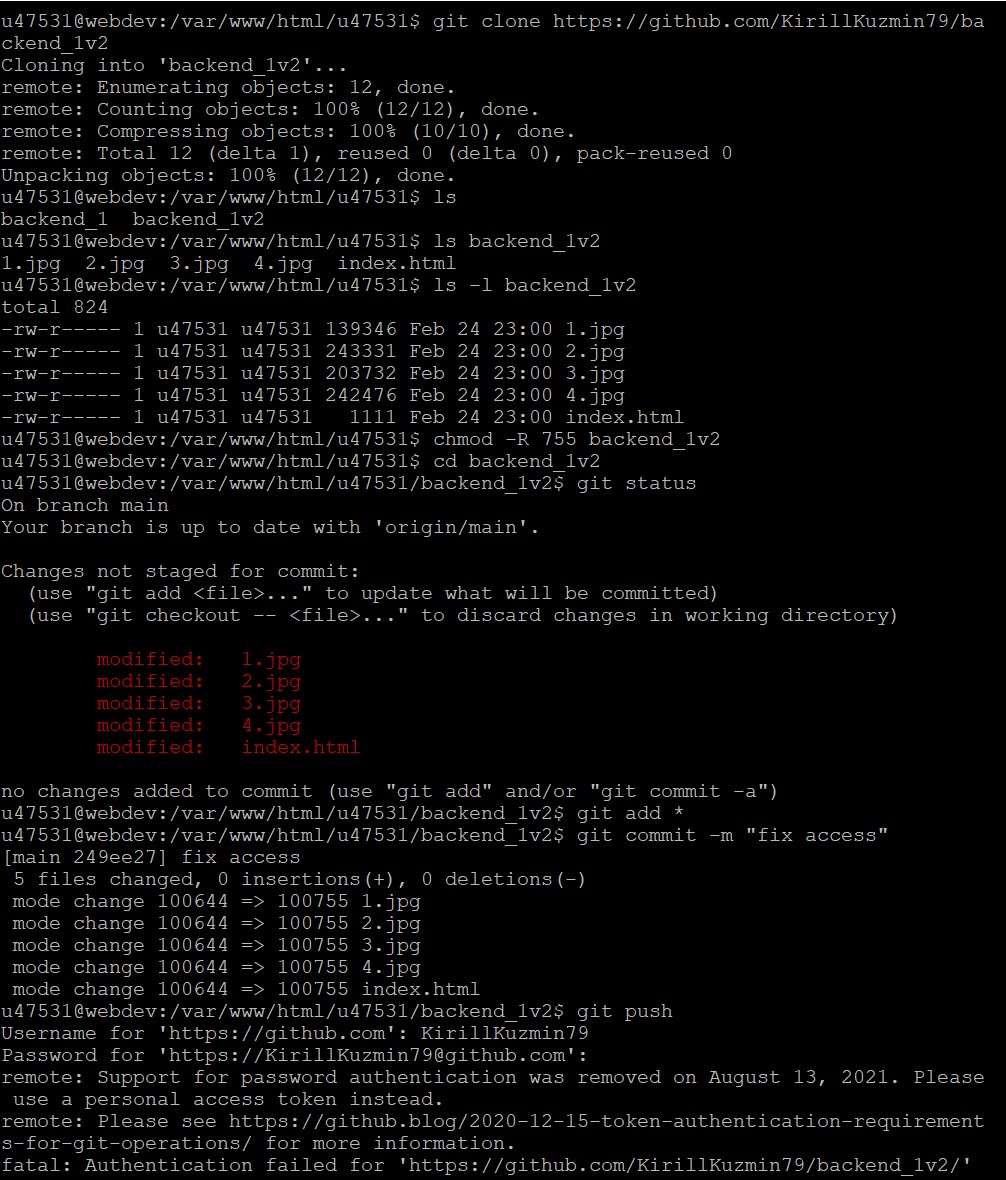 u47531@webdev:/var/www/html/u47531$ git clone https://github.com/KirillKuzmin79/ba
ckend_1v2
Cloning into 'backend_1v2'...
remote: Enumerating objects: 12, done.
remote: Counting objects: 100% (12/12), done.
remote: Compressing objects: 100% (10/10), done.
remote: Total 12 (delta 1), reused 0 (delta 0), pack-reused 0
Unpacking objects: 100% (12/12), done.
u47531@webdev:/var/www/html/u47531$ ls
backend_1  backend_1v2
u47531@webdev:/var/www/html/u47531$ ls backend_1v2
1.jpg  2.jpg  3.jpg  4.jpg  index.html
u47531@webdev:/var/www/html/u47531$ ls -l backend_1v2
total 824
-rw-r----- 1 u47531 u47531 139346 Feb 24 23:00 1.jpg
-rw-r----- 1 u47531 u47531 243331 Feb 24 23:00 2.jpg
-rw-r----- 1 u47531 u47531 203732 Feb 24 23:00 3.jpg
-rw-r----- 1 u47531 u47531 242476 Feb 24 23:00 4.jpg
-rw-r----- 1 u47531 u47531   1111 Feb 24 23:00 index.html
u47531@webdev:/var/www/html/u47531$ chmod -R 755 backend_1v2
u47531@webdev:/var/www/html/u47531$ cd backend_1v2
u47531@webdev:/var/www/html/u47531/backend_1v2$ git status
On branch main
Your branch is up to date with 'origin/main'.

Changes not staged for commit:
  (use "git add <file>..." to update what will be committed)
  (use "git checkout -- <file>..." to discard changes in working directory)

        modified:   1.jpg
        modified:   2.jpg
        modified:   3.jpg
        modified:   4.jpg
        modified:   index.html

no changes added to commit (use "git add" and/or "git commit -a")
u47531@webdev:/var/www/html/u47531/backend_1v2$ git add *
u47531@webdev:/var/www/html/u47531/backend_1v2$ git commit -m "fix access"
[main 249ee27] fix access
 5 files changed, 0 insertions(+), 0 deletions(-)
 mode change 100644 => 100755 1.jpg
 mode change 100644 => 100755 2.jpg
 mode change 100644 => 100755 3.jpg
 mode change 100644 => 100755 4.jpg
 mode change 100644 => 100755 index.html
u47531@webdev:/var/www/html/u47531/backend_1v2$ git push
Username for 'https://github.com': KirillKuzmin79
Password for 'https://KirillKuzmin79@github.com':
remote: Support for password authentication was removed on August 13, 2021. Please
 use a personal access token instead.
remote: Please see https://github.blog/2020-12-15-token-authentication-requirement
s-for-git-operations/ for more information.
fatal: Authentication failed for 'https://github.com/KirillKuzmin79/backend_1v2/'